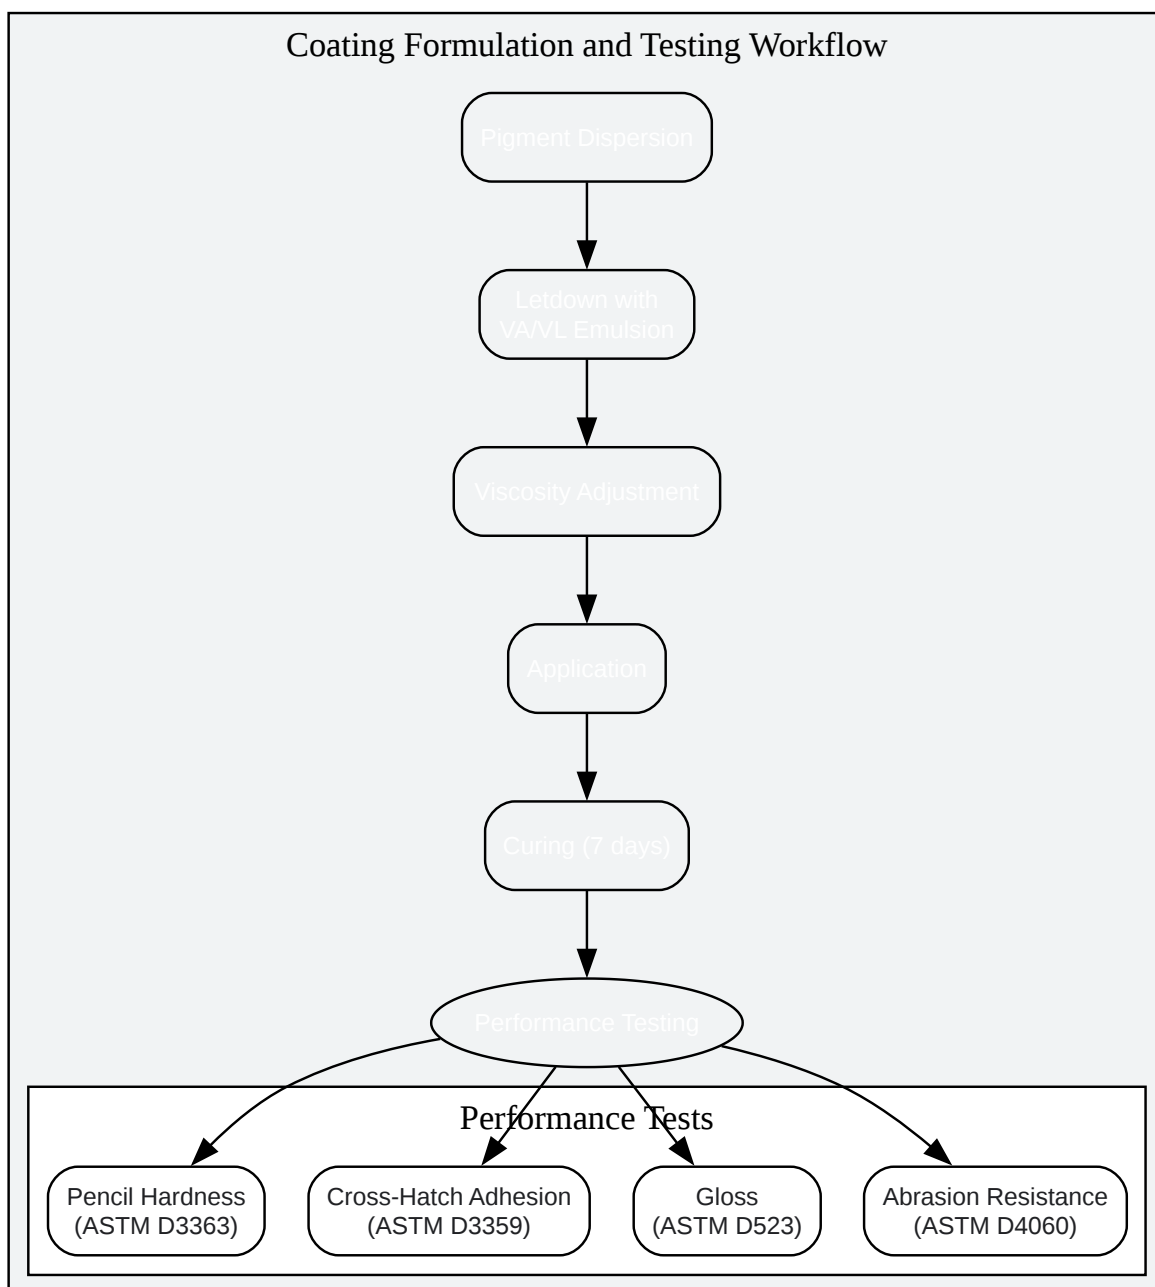 Coating Formulation and Testing Workflow
Pigment Dispersion
Letdown with
VA/VL Emulsion
Viscosity Adjustment
Application
Curing (7 days)
Performance Testing
Performance Tests
Pencil Hardness
(ASTM D3363)
Cross-Hatch Adhesion
(ASTM D3359)
Gloss
(ASTM D523)
Abrasion Resistance
(ASTM D4060)